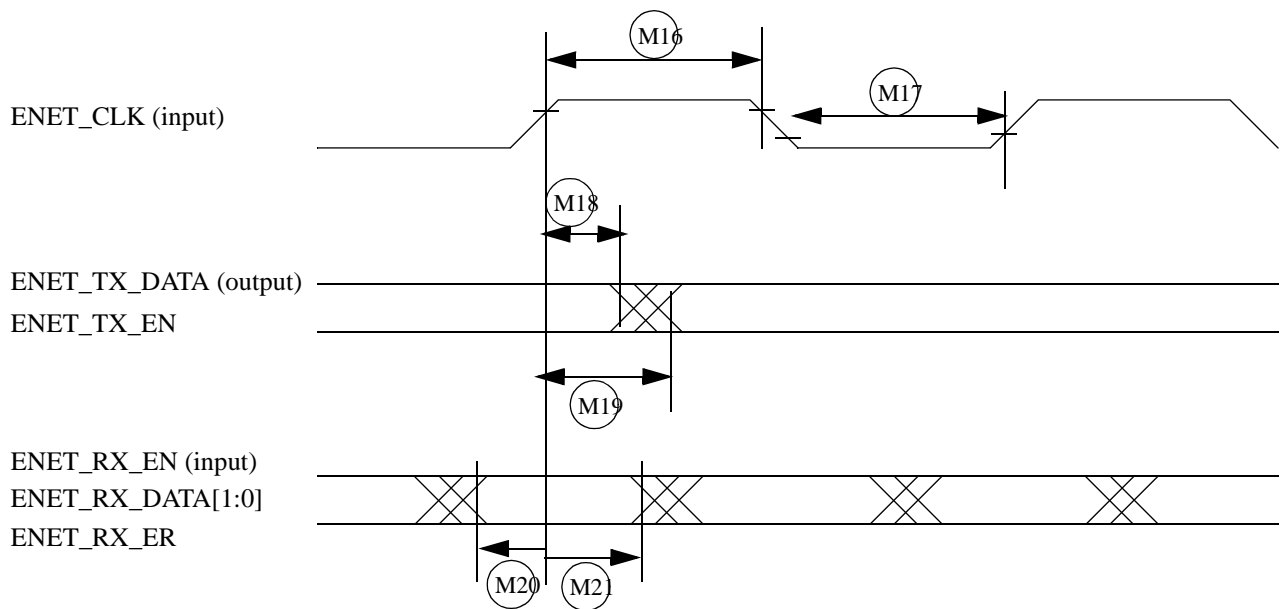 M16
M17
ENET_CLK (input)
M18
ENET_TX_DATA (output)
ENET_TX_EN
M19
ENET_RX_EN (input)
ENET_RX_DATA[1:0]
ENET_RX_ER
M20
M21